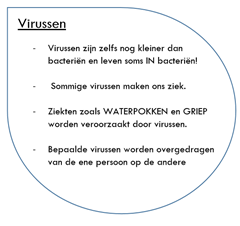 Virussen
- Virussen zijn zelfs nog kleiner dan
bacteriën en leven soms IN bacteriën!
- Sommige virussen maken ons ziek.
- Ziekten zoals WATERPOKKEN en GRIEP
worden veroorzaakt door virussen.
- Bepaalde virussen worden overgedragen
van de ene persoon op de andere